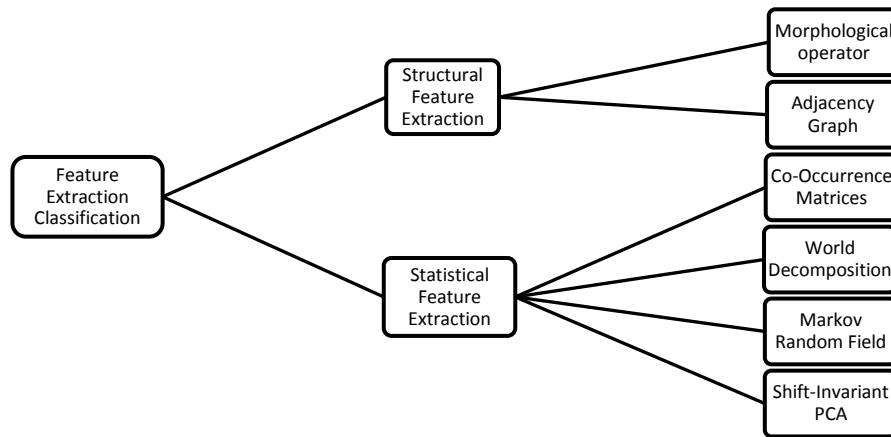 Feature
Extraction
Classification
Structural
Feature
Extraction
Morphological
operator
Adjacency
Graph
Statistical
Feature
Extraction
Co-Occurrence
Matrices
World
Decomposition
Markov
Random Field
Shift-Invariant
PCA